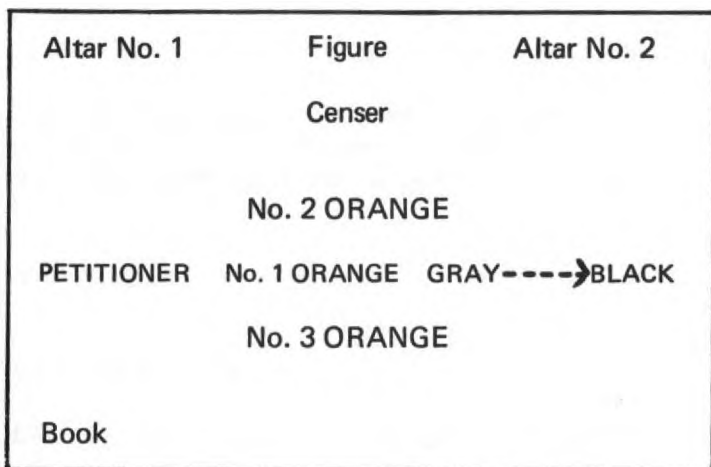 Altar No. 1 Figure Altar No. 2
Censer
No. 2 ORANGE
PETITIONER No. 1 ORANGE GRAY BLACK
No. 3 ORANGE
Book